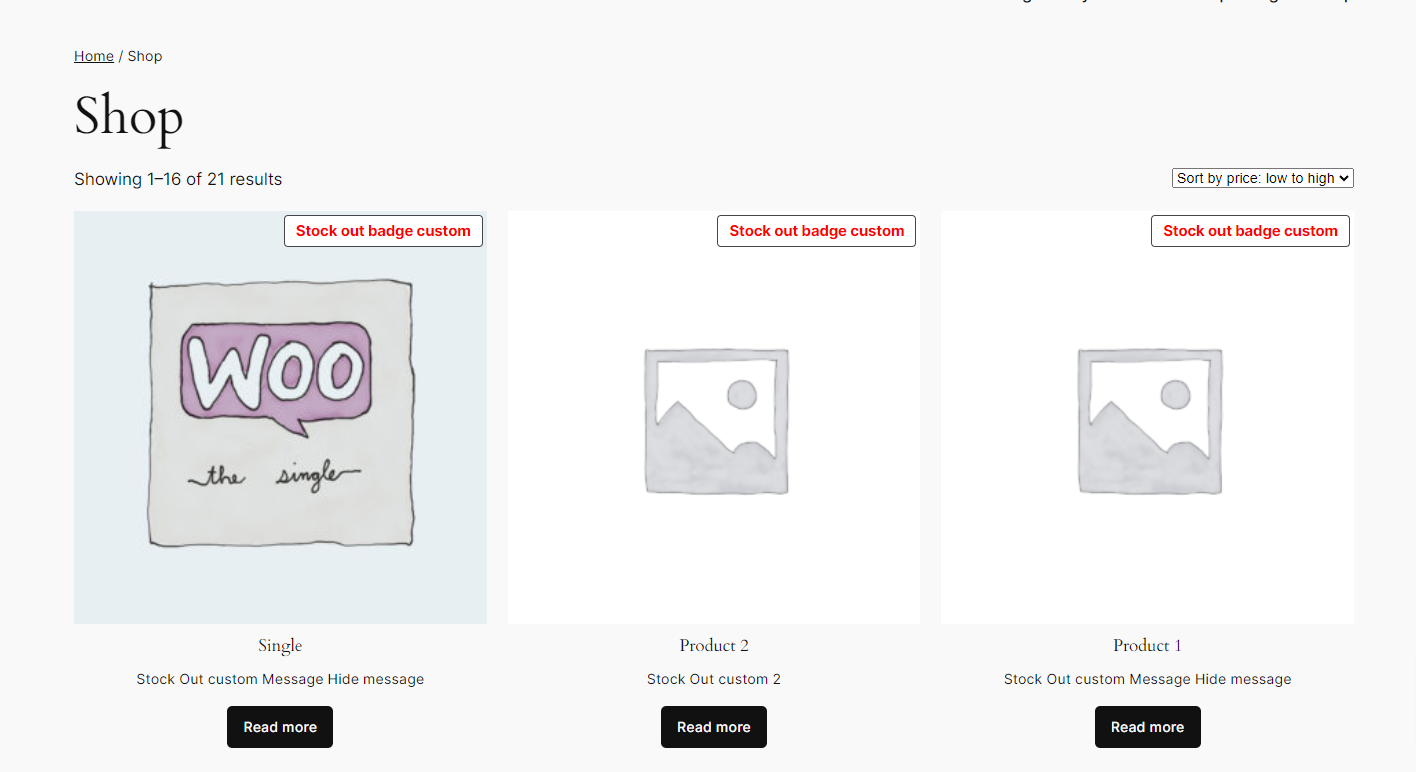 Home / Shop
Shop
Showing 1–16 of 21 results
Sort by price: low to high
Stock out badge custom
Stock out badge custom
Stock out badge custom
WOO
the single
Single
Product 2
Product 1
Stock Out custom Message Hide message
Stock Out custom 2
Stock Out custom Message Hide message
Read more
Read more
Read more